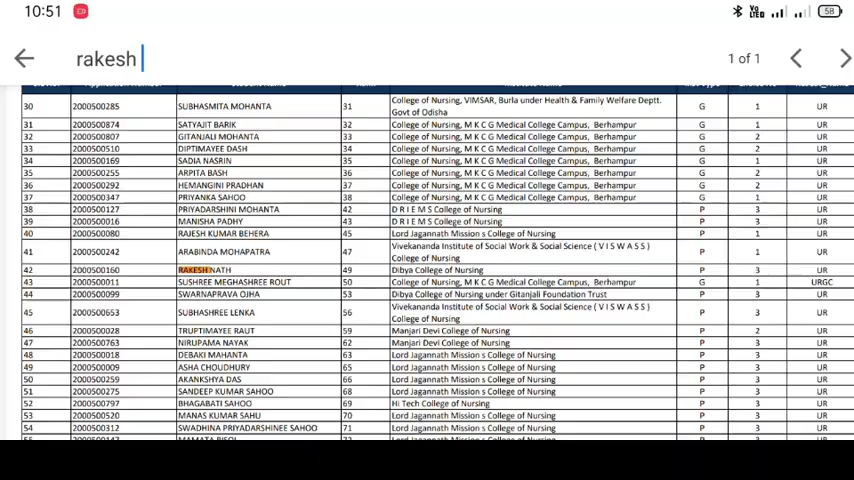 10:51
Vo LTE 58
rakesh
1 of 1
30 2000500285 SUBHASMITA MOHANTA 31 College of Nursing, VIMSAR, Burla under Health & Family Welfare Deptt. Govt of Odisha G 1 UR
31 2000500874 SATYAJIT BARIK 32 College of Nursing, M K C G Medical College Campus, Berhampur G 1 UR
32 2000500807 GITANJALI MOHANTA 33 College of Nursing, M K C G Medical College Campus, Berhampur G 2 UR
33 2000500510 DIPTIMAYEE DASH 34 College of Nursing, M K C G Medical College Campus, Berhampur G 2 UR
34 2000500169 SADIA NASRIN 35 College of Nursing, M K C G Medical College Campus, Berhampur G 1 UR
35 2000500255 ARPITA BASH 36 College of Nursing, M K C G Medical College Campus, Berhampur G 2 UR
36 2000500292 HEMANGINI PRADHAN 37 College of Nursing, M K C G Medical College Campus, Berhampur G 2 UR
37 2000500347 PRIYANKA SAHOO 38 College of Nursing, M K C G Medical College Campus, Berhampur G 1 UR
38 2000500127 PRIYADARSHINI MOHANTA 42 D R I E M S College of Nursing P 3 UR
39 2000500016 MANISHA PADHY 43 D R I E M S College of Nursing P 3 UR
40 2000500080 RAJESH KUMAR BEHERA 45 Lord Jagannath Mission s College of Nursing P 1 UR
41 2000500242 ARABINDA MOHAPATRA 47 Vivekananda Institute of Social Work & Social Science ( V I S W A S S ) College of Nursing P 1 UR
42 2000500160 RAKESH NATH 49 Dibya College of Nursing P 3 UR
43 2000500011 SUSHREE MEGHASHREE ROUT 50 College of Nursing, M K C G Medical College Campus, Berhampur G 1 URGC
44 2000500099 SWARNAPRAVA OJHA 53 Dibya College of Nursing under Gitanjali Foundation Trust P 3 UR
45 2000500653 SUBHASHREE LENKA 56 Vivekananda Institute of Social Work & Social Science ( V I S W A S S ) College of Nursing P 3 UR
46 2000500028 TRUPTIMAYEE RAUT 59 Manjari Devi College of Nursing P 2 UR
47 2000500763 NIRUPAMA NAYAK 62 Manjari Devi College of Nursing P 3 UR
48 2000500018 DEBAKI MAHANTA 63 Lord Jagannath Mission s College of Nursing P 3 UR
49 2000500009 ASHA CHOUDHURY 64 Lord Jagannath Mission s College of Nursing P 3 UR
50 2000500259 AKANKSHYA DAS 66 Lord Jagannath Mission s College of Nursing P 3 UR
51 2000500275 SANDEEP KUMAR SAHOO 68 Lord Jagannath Mission s College of Nursing P 3 UR
52 2000500797 BHAGABATI SAHOO 69 Hi Tech College of Nursing P 3 UR
53 2000500520 MANAS KUMAR SAHU 70 Lord Jagannath Mission s College of Nursing P 3 UR
54 2000500312 SWADHINA PRIYADARSHINEE SAHOO 71 Lord Jagannath Mission s College of Nursing P 3 UR